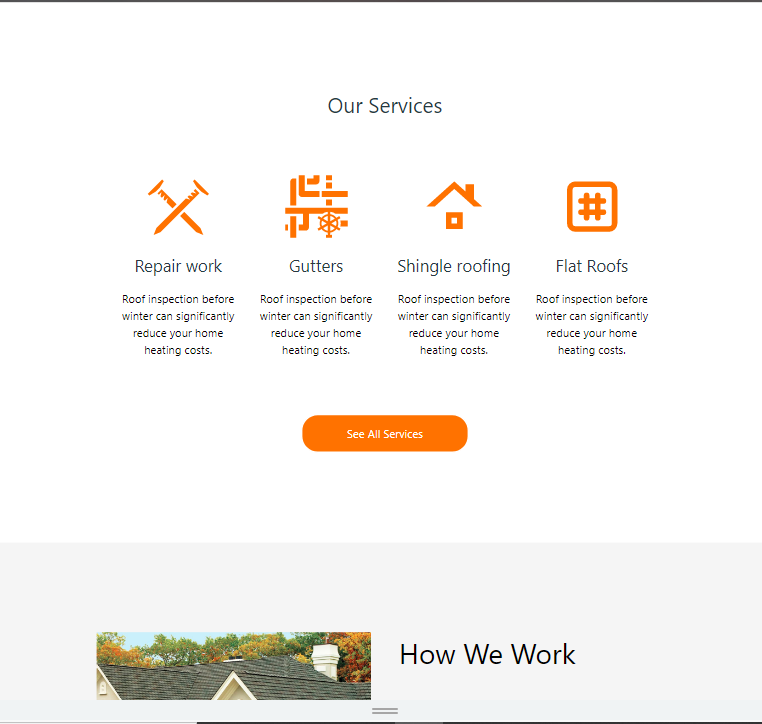 Our Services
Repair work
Roof inspection before
winter can significantly
reduce your home
heating costs.
Gutters
Roof inspection before
winter can significantly
reduce your home
heating costs.
Shingle roofing
Roof inspection before
winter can significantly
reduce your home
heating costs.
Flat Roofs
Roof inspection before
winter can significantly
reduce your home
heating costs.
See All Services
How We Work